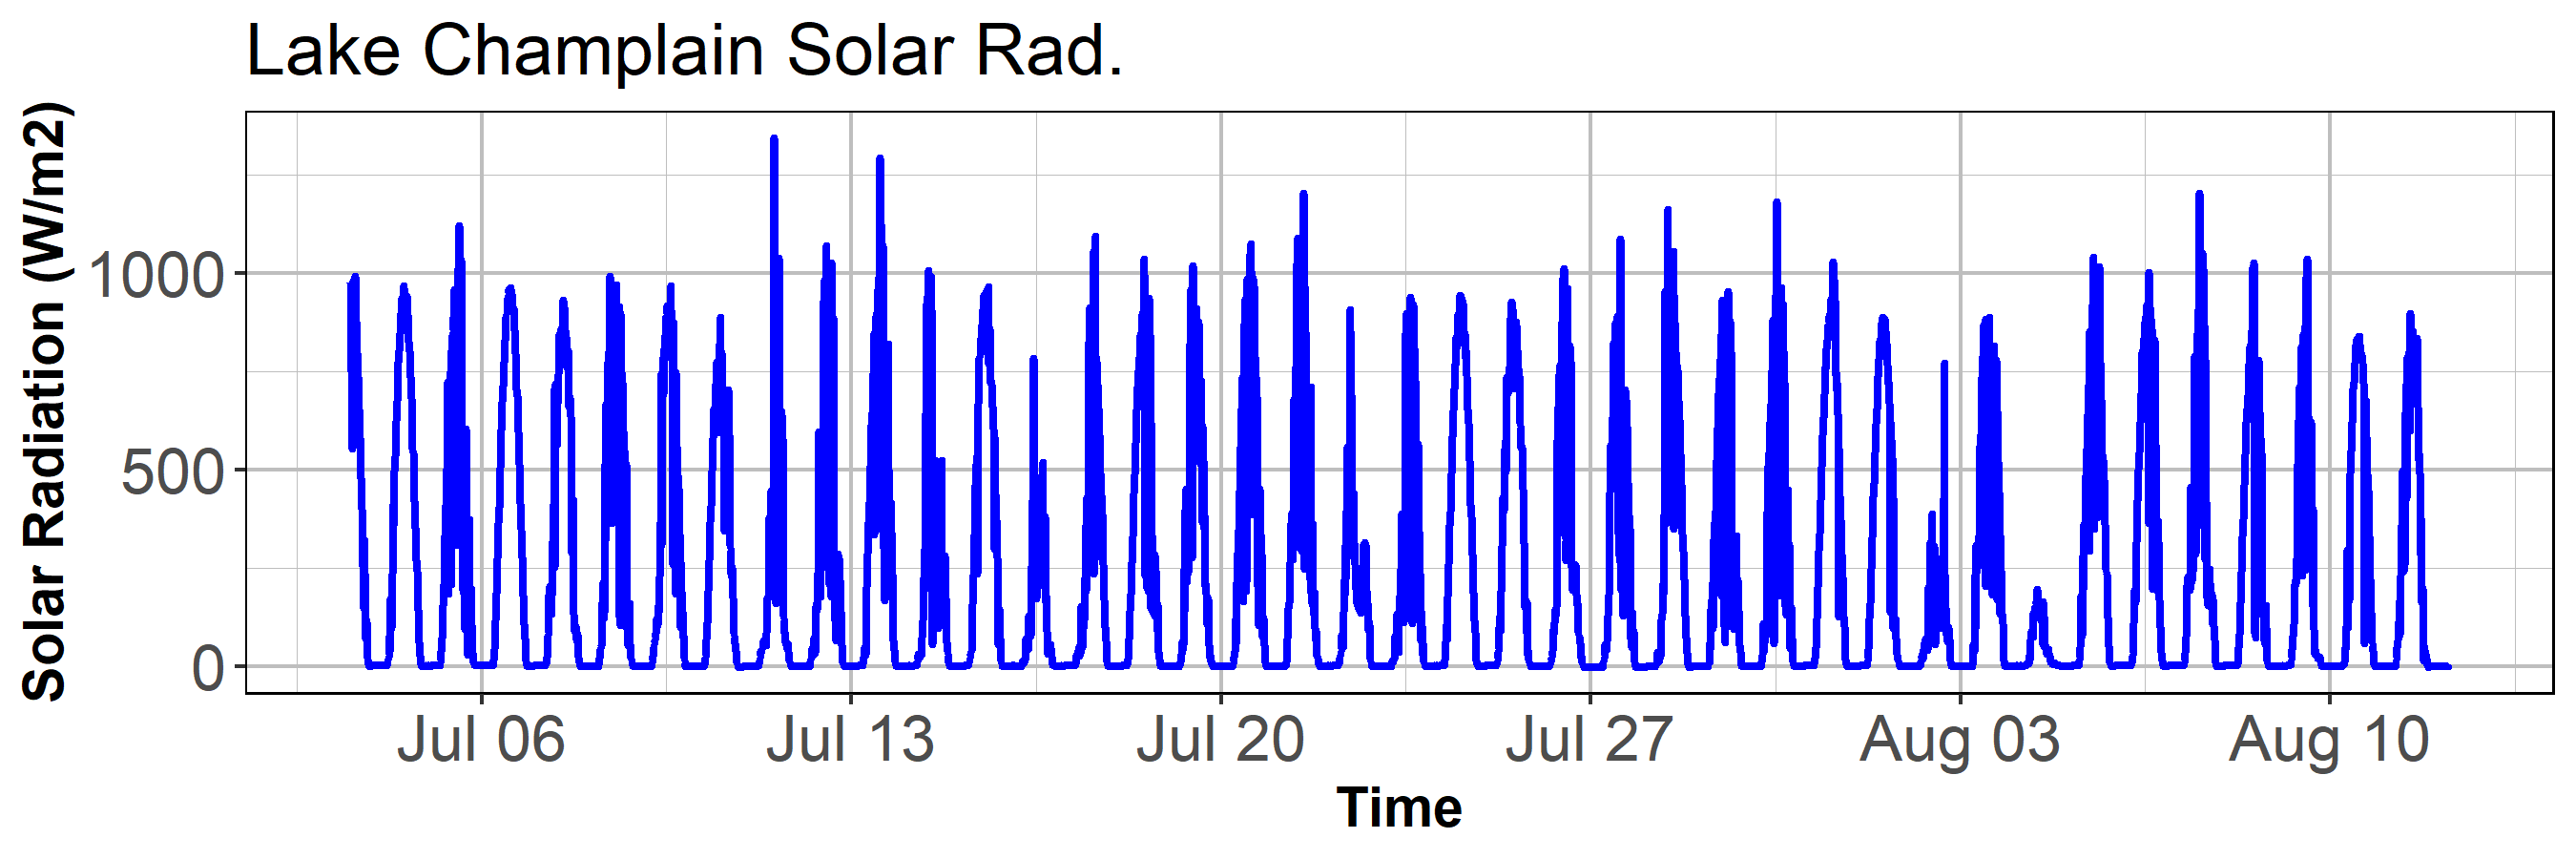 Lake Champlain Solar Rad.
Solar Radiation (W/m2)
1000
500
0
Jul 06
Jul 13
Jul 20
Jul 27
Aug 03
Aug 10
Time